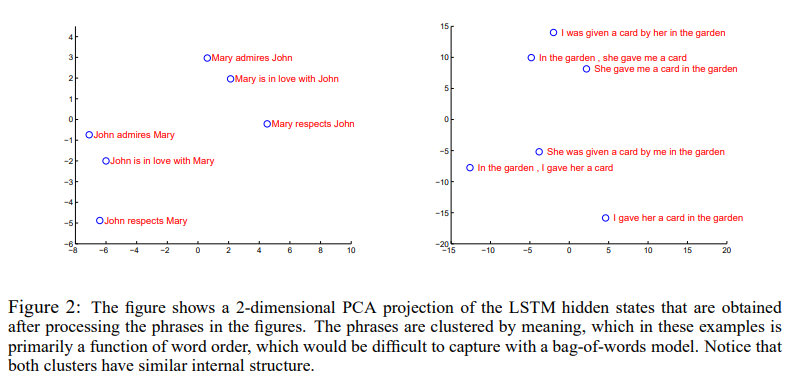 4
3
2
1
0
−1
−2
−3
−4
−5
−6
−8
−6
−4
−2
0
2
4
6
8
10
Mary admires John
Mary is in love with John
Mary respects John
John admires Mary
John is in love with Mary
John respects Mary
15
10
5
0
−5
−10
−15
−20
−15
−10
−5
0
5
10
15
20
I was given a card by her in the garden
In the garden , she gave me a card
She gave me a card in the garden
She was given a card by me in the garden
In the garden , I gave her a card
I gave her a card in the garden
Figure 2: The figure shows a 2-dimensional PCA projection of the LSTM hidden states that are obtained
after processing the phrases in the figures. The phrases are clustered by meaning, which in these examples is
primarily a function of word order, which would be difficult to capture with a bag-of-words model. Notice that
both clusters have similar internal structure.